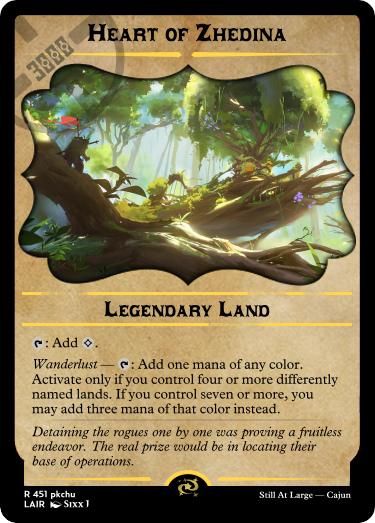 Heart of Zhedina
Legendary Land
: Add .
Wanderlust — : Add one mana of any color.
Activate only if you control four or more differently
named lands. If you control seven or more, you
may add three mana of that color instead.
Detaining the rogues one by one was proving a fruitless
endeavor. The real prize would be in locating their
base of operations.
R 451 pkchu
LAIR Sixx1
Still At Large — Cajun